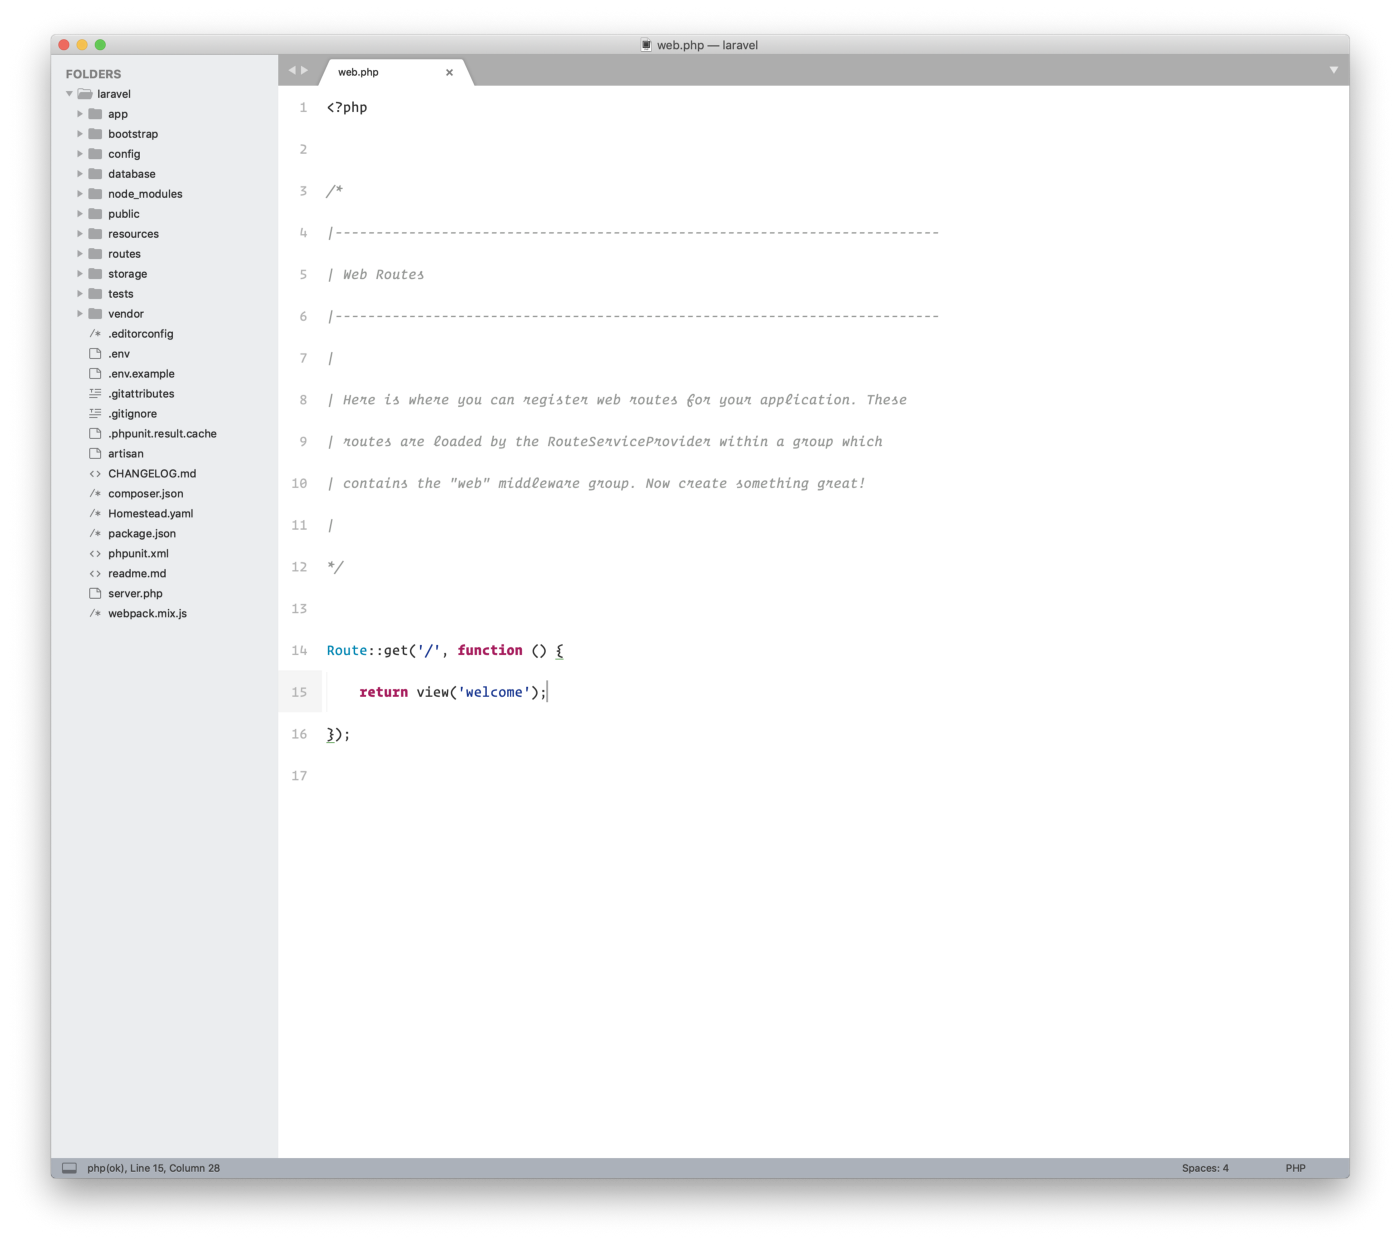 web.php — laravel
FOLDERS
laravel
app
bootstrap
config
database
node_modules
public
resources
routes
storage
tests
vendor
/* .editorconfig
.env
.env.example
.gitattributes
.gitignore
.phpunit.result.cache
artisan
<> CHANGELOG.md
/* composer.json
/* Homestead.yaml
/* package.json
<> phpunit.xml
<> readme.md
server.php
/* webpack.mix.js
web.php ×
1 <?php
2
3 /*
4 |--------------------------------------------------------------------------
5 | Web Routes
6 |--------------------------------------------------------------------------
7 |
8 | Here is where you can register web routes for your application. These
9 | routes are loaded by the RouteServiceProvider within a group which
10 | contains the "web" middleware group. Now create something great!
11 |
12 */
13
14 Route::get('/', function () {
15     return view('welcome');
16 });
17
php(ok), Line 15, Column 28
Spaces: 4
PHP